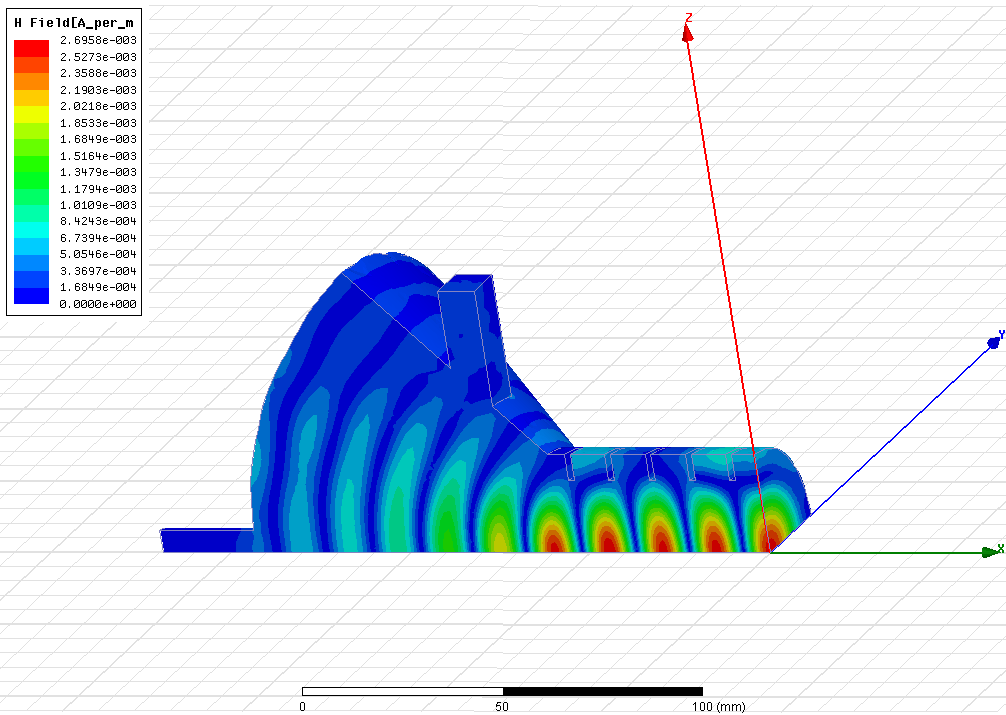 H Field[A_per_m
2.6958e-003
2.5273e-003
2.3588e-003
2.1903e-003
2.0218e-003
1.8533e-003
1.6849e-003
1.5164e-003
1.3479e-003
1.1794e-003
1.0109e-003
8.4243e-004
6.7394e-004
5.0546e-004
3.3697e-004
1.6849e-004
0.0000e+000
Z
Y
X
0 50 100 (mm)